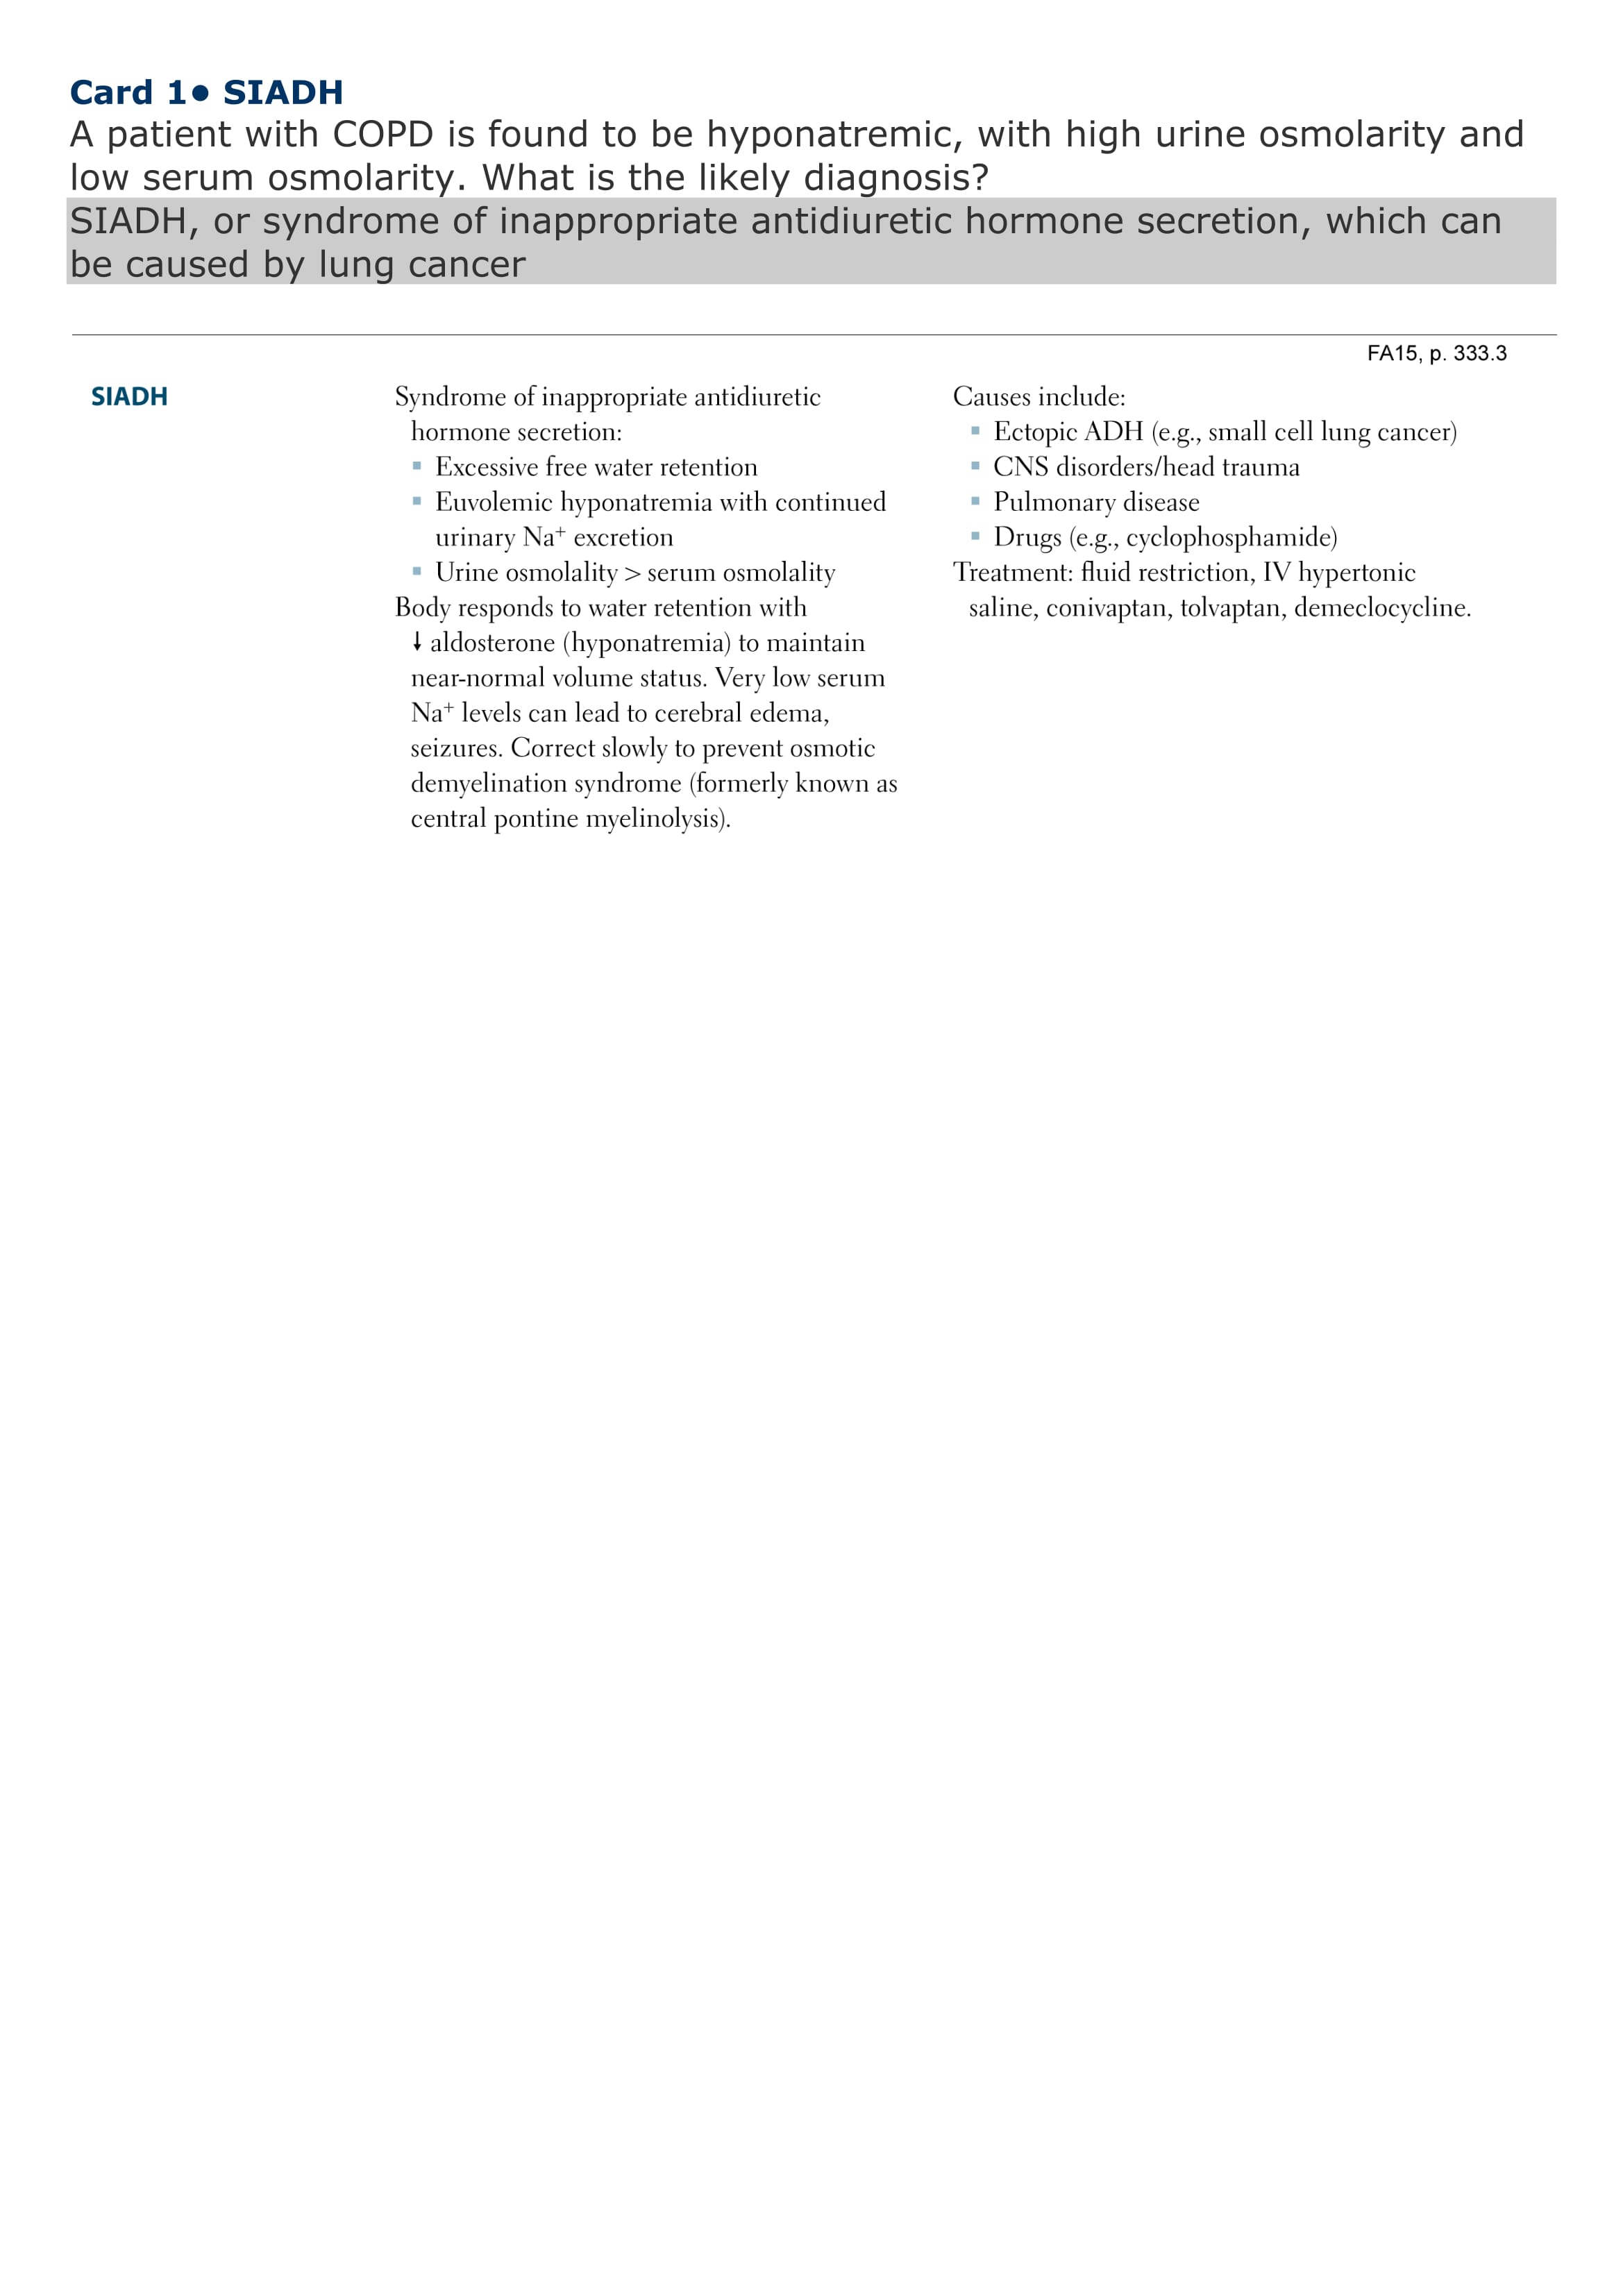 Card 1● SIADH
A patient with COPD is found to be hyponatremic, with high urine osmolarity and
low serum osmolarity. What is the likely diagnosis?
SIADH, or syndrome of inappropriate antidiuretic hormone secretion, which can
be caused by lung cancer
FA15, p. 333.3
SIADH
Syndrome of inappropriate antidiuretic
hormone secretion:
▪ Excessive free water retention
▪ Euvolemic hyponatremia with continued
urinary Na⁺ excretion
▪ Urine osmolality > serum osmolality
Body responds to water retention with
↓ aldosterone (hyponatremia) to maintain
near-normal volume status. Very low serum
Na⁺ levels can lead to cerebral edema,
seizures. Correct slowly to prevent osmotic
demyelination syndrome (formerly known as
central pontine myelinolysis).
Causes include:
▪ Ectopic ADH (e.g., small cell lung cancer)
▪ CNS disorders/head trauma
▪ Pulmonary disease
▪ Drugs (e.g., cyclophosphamide)
Treatment: fluid restriction, IV hypertonic
saline, conivaptan, tolvaptan, demeclocycline.